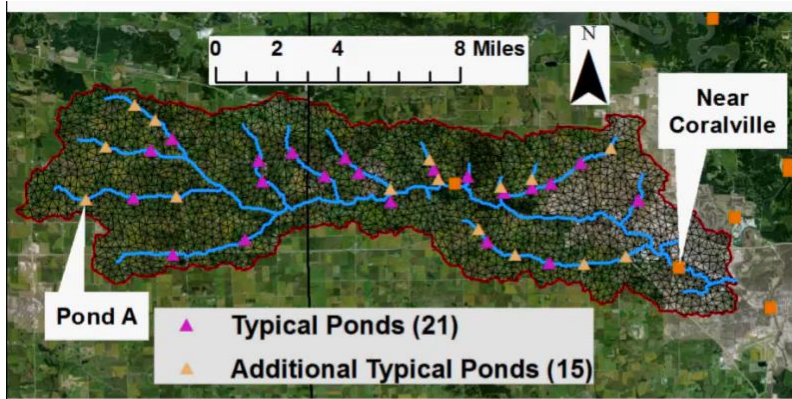 0 2 4 8 Miles
N
Near
Coralville
Pond A
Typical Ponds (21)
Additional Typical Ponds (15)